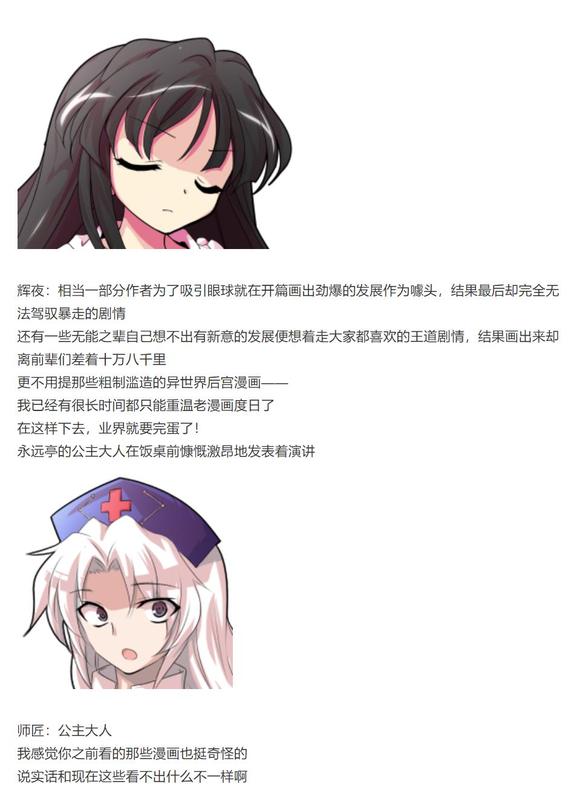 辉夜：相当一部分作者为了吸引眼球就在开篇画出劲爆的发展作为噱头，结果最后却完全无
法驾驭暴走的剧情
还有一些无能之辈自己想不出有新意的发展便想着走大家都喜欢的王道剧情，结果画出来却
离前辈们差着十万八千里
更不用提那些粗制滥造的异世界后宫漫画——
我已经有很长时间都只能重温老漫画度日了
在这样下去，业界就要完蛋了！
永远亭的公主大人在饭桌前慷慨激昂地发表着演讲
师匠：公主大人
我感觉你之前看的那些漫画也挺奇怪的
说实话和现在这些看不出什么不一样啊